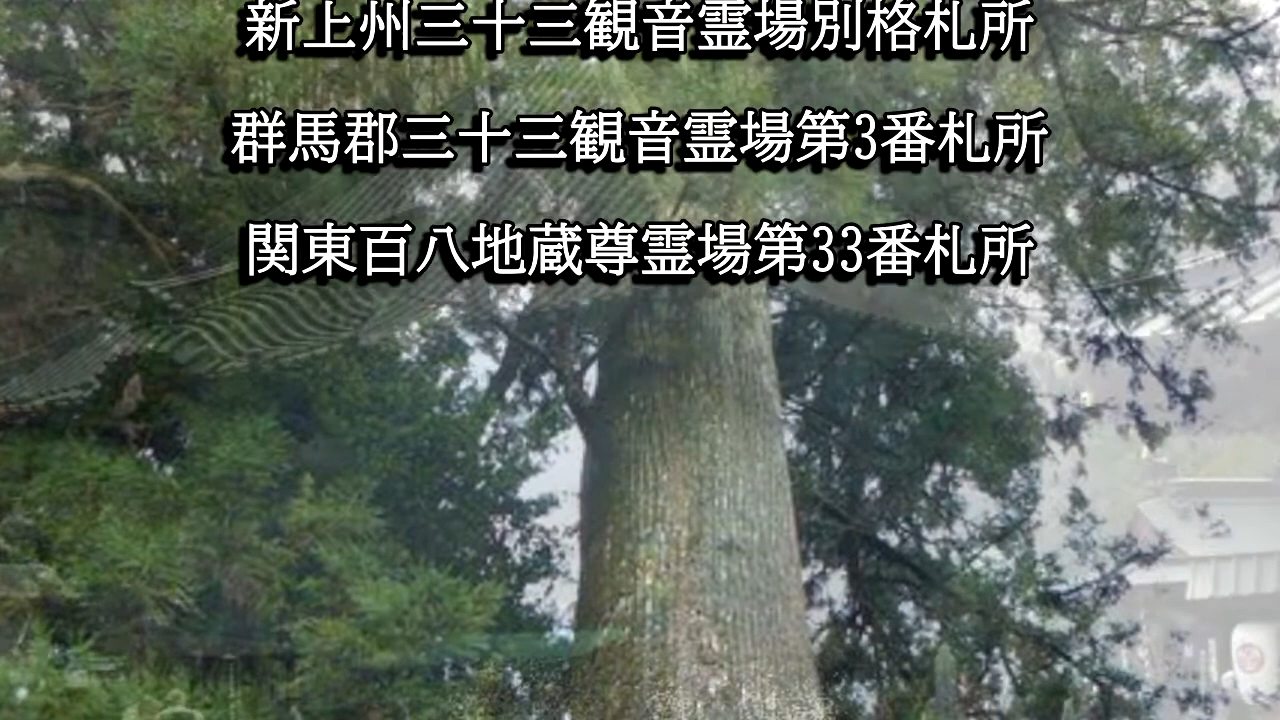 新上州三十三観音霊場別格札所
群馬郡三十三観音霊場第3番札所
関東百八地蔵尊霊場第33番札所